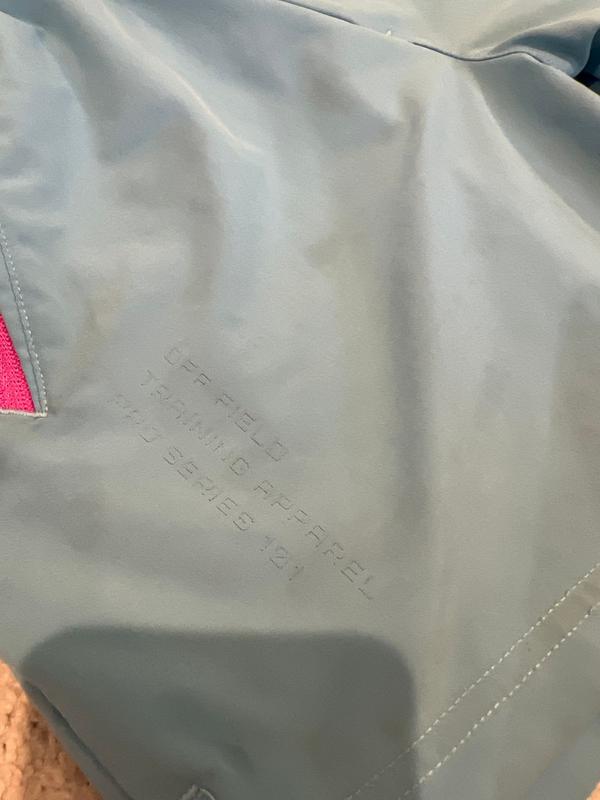 OFF FIELD
TRAINING APPAREL
PRO SERIES 101